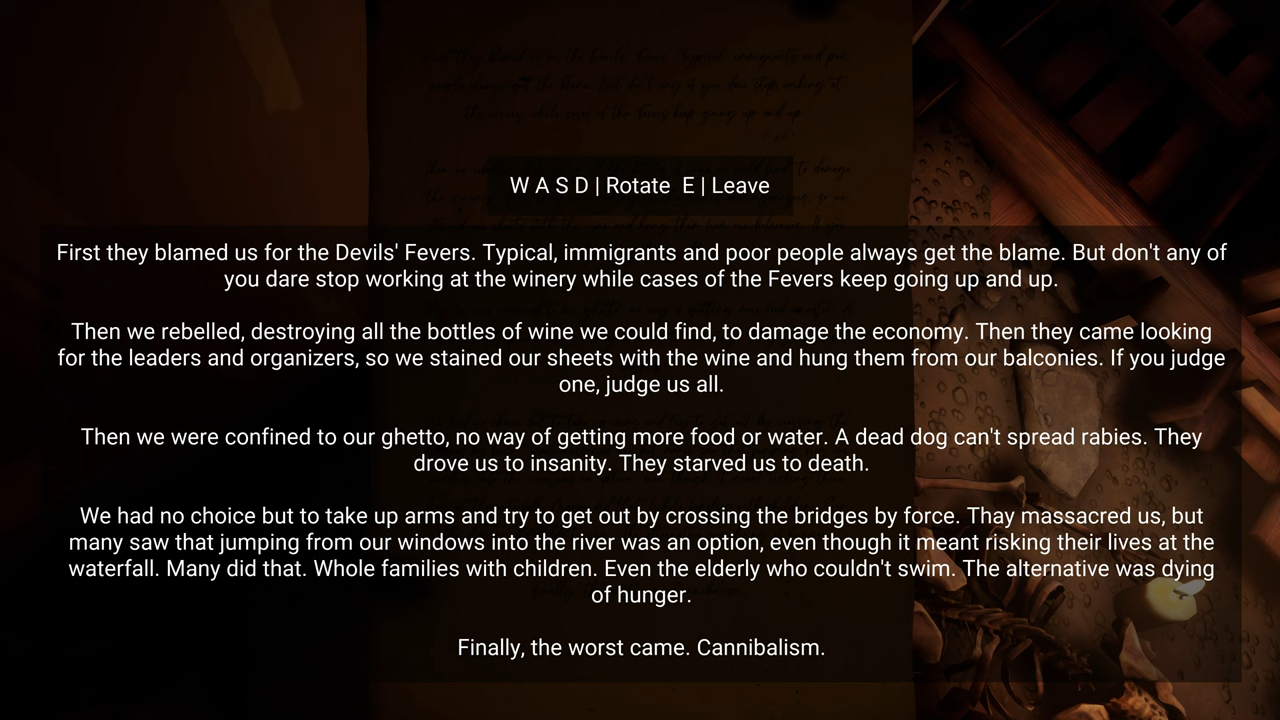 W A S D | Rotate E | Leave
First they blamed us for the Devils' Fevers. Typical, immigrants and poor people always get the blame. But don't any of
you dare stop working at the winery while cases of the Fevers keep going up and up.
Then we rebelled, destroying all the bottles of wine we could find, to damage the economy. Then they came looking
for the leaders and organizers, so we stained our sheets with the wine and hung them from our balconies. If you judge
one, judge us all.
Then we were confined to our ghetto, no way of getting more food or water. A dead dog can't spread rabies. They
drove us to insanity. They starved us to death.
We had no choice but to take up arms and try to get out by crossing the bridges by force. Thay massacred us, but
many saw that jumping from our windows into the river was an option, even though it meant risking their lives at the
waterfall. Many did that. Whole families with children. Even the elderly who couldn't swim. The alternative was dying
of hunger.
Finally, the worst came. Cannibalism.